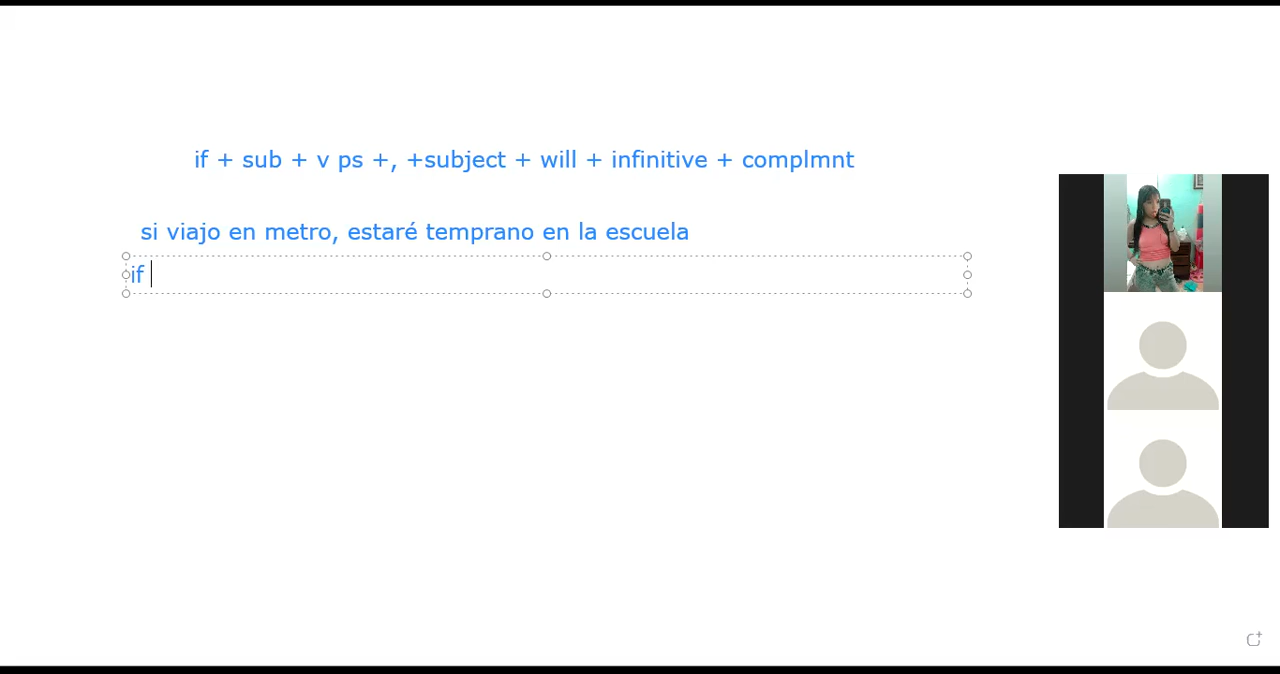 if + sub + v ps +, +subject + will + infinitive + complmnt
si viajo en metro, estaré temprano en la escuela
if